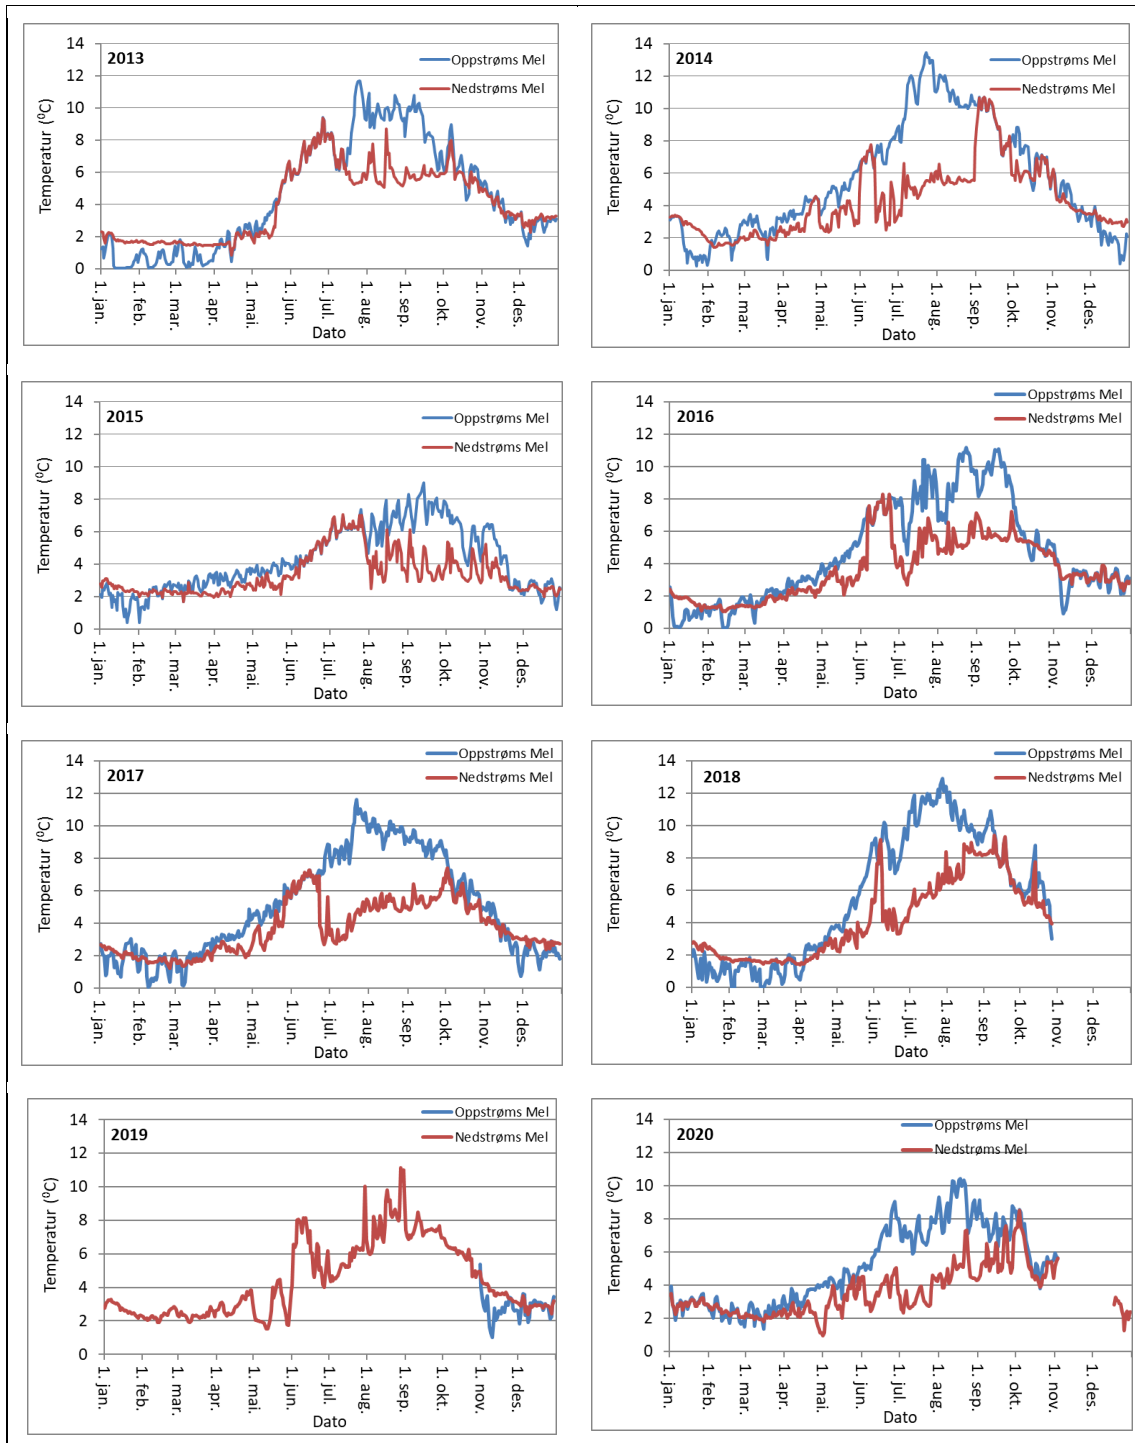 2013
Oppstrøms Mel
Nedstrøms Mel
Temperatur (⁰C)
14
12
10
8
6
4
2
0
1. jan.
1. feb.
1. mar.
1. apr.
1. mai.
1. jun.
1. jul.
1. aug.
1. sep.
1. okt.
1. nov.
1. des.
Dato
2014
Oppstrøms Mel
Nedstrøms Mel
Temperatur (⁰C)
14
12
10
8
6
4
2
0
1. jan.
1. feb.
1. mar.
1. apr.
1. mai.
1. jun.
1. jul.
1. aug.
1. sep.
1. okt.
1. nov.
1. des.
Dato
2015
Oppstrøms Mel
Nedstrøms Mel
Temperatur (⁰C)
14
12
10
8
6
4
2
0
1. jan.
1. feb.
1. mar.
1. apr.
1. mai.
1. jun.
1. jul.
1. aug.
1. sep.
1. okt.
1. nov.
1. des.
Dato
2016
Oppstrøms Mel
Nedstrøms Mel
Temperatur (⁰C)
14
12
10
8
6
4
2
0
1. jan.
1. feb.
1. mar.
1. apr.
1. mai.
1. jun.
1. jul.
1. aug.
1. sep.
1. okt.
1. nov.
1. des.
Dato
2017
Oppstrøms Mel
Nedstrøms Mel
Temperatur (⁰C)
14
12
10
8
6
4
2
0
1. jan.
1. feb.
1. mar.
1. apr.
1. mai.
1. jun.
1. jul.
1. aug.
1. sep.
1. okt.
1. nov.
1. des.
Dato
2018
Oppstrøms Mel
Nedstrøms Mel
Temperatur (⁰C)
14
12
10
8
6
4
2
0
1. jan.
1. feb.
1. mar.
1. apr.
1. mai.
1. jun.
1. jul.
1. aug.
1. sep.
1. okt.
1. nov.
1. des.
Dato
2019
Oppstrøms Mel
Nedstrøms Mel
Temperatur (⁰C)
14
12
10
8
6
4
2
0
1. jan.
1. feb.
1. mar.
1. apr.
1. mai.
1. jun.
1. jul.
1. aug.
1. sep.
1. okt.
1. nov.
1. des.
Dato
2020
Oppstrøms Mel
Nedstrøms Mel
Temperatur (⁰C)
14
12
10
8
6
4
2
0
1. jan.
1. feb.
1. mar.
1. apr.
1. mai.
1. jun.
1. jul.
1. aug.
1. sep.
1. okt.
1. nov.
1. des.
Dato